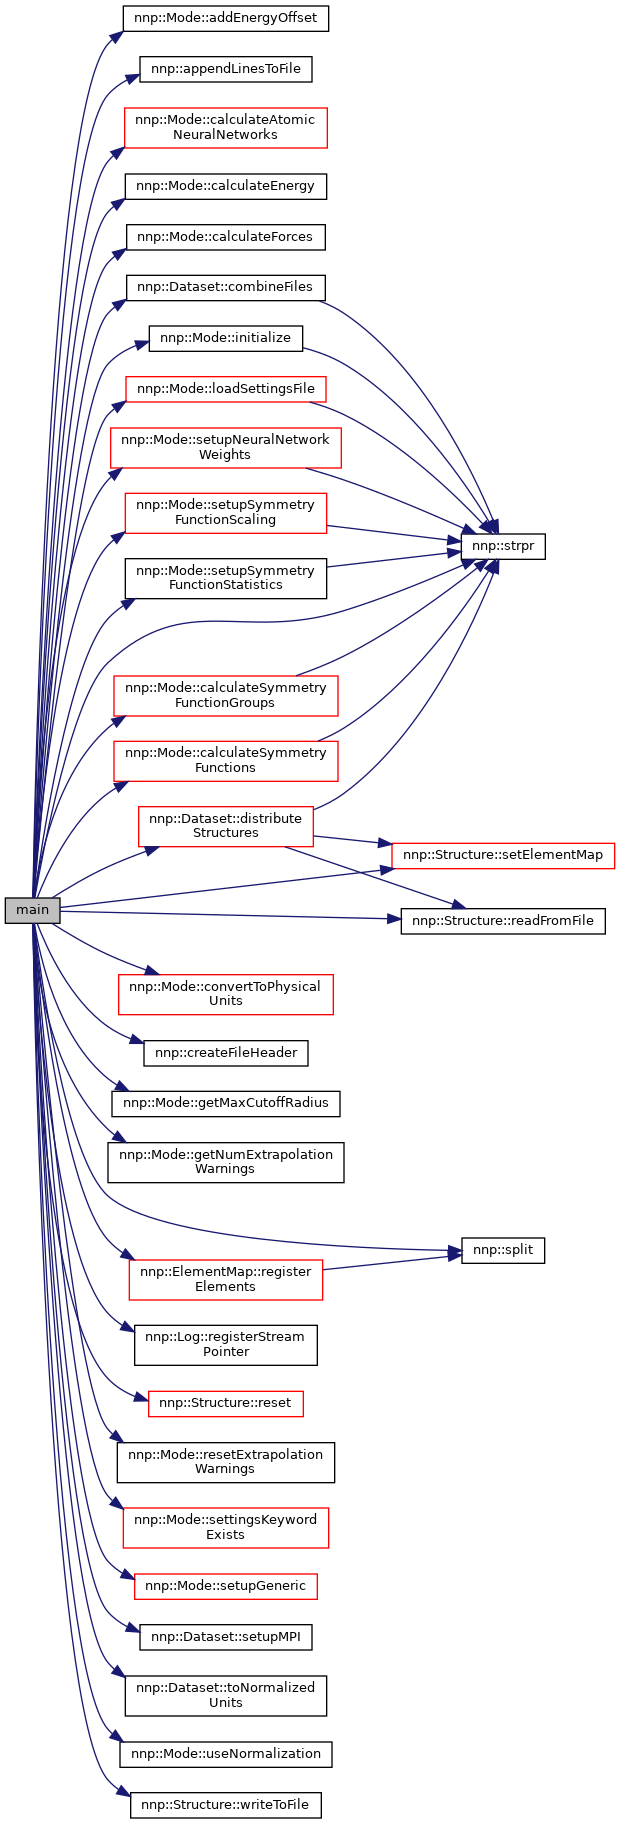 nnp::Mode::addEnergyOffset
nnp::appendLinesToFile
nnp::Mode::calculateAtomic
NeuralNetworks
nnp::Mode::calculateEnergy
nnp::Mode::calculateForces
nnp::Dataset::combineFiles
nnp::Mode::initialize
nnp::Mode::loadSettingsFile
nnp::Mode::setupNeuralNetwork
Weights
nnp::Mode::setupSymmetry
FunctionScaling
nnp::strpr
nnp::Mode::setupSymmetry
FunctionStatistics
nnp::Mode::calculateSymmetry
FunctionGroups
nnp::Mode::calculateSymmetry
Functions
nnp::Dataset::distribute
Structures
nnp::Structure::setElementMap
main
nnp::Structure::readFromFile
nnp::Mode::convertToPhysical
Units
nnp::createFileHeader
nnp::Mode::getMaxCutoffRadius
nnp::Mode::getNumExtrapolation
Warnings
nnp::split
nnp::ElementMap::register
Elements
nnp::Log::registerStream
Pointer
nnp::Structure::reset
nnp::Mode::resetExtrapolation
Warnings
nnp::Mode::settingsKeyword
Exists
nnp::Mode::setupGeneric
nnp::Dataset::setupMPI
nnp::Dataset::toNormalized
Units
nnp::Mode::useNormalization
nnp::Structure::writeToFile